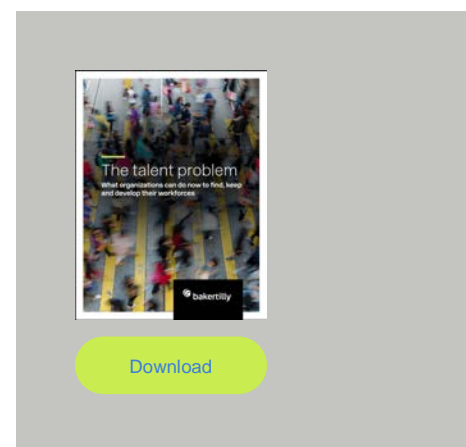 The talent problem
What organizations can do now to find, keep
and develop their workforces
bakertilly
Download